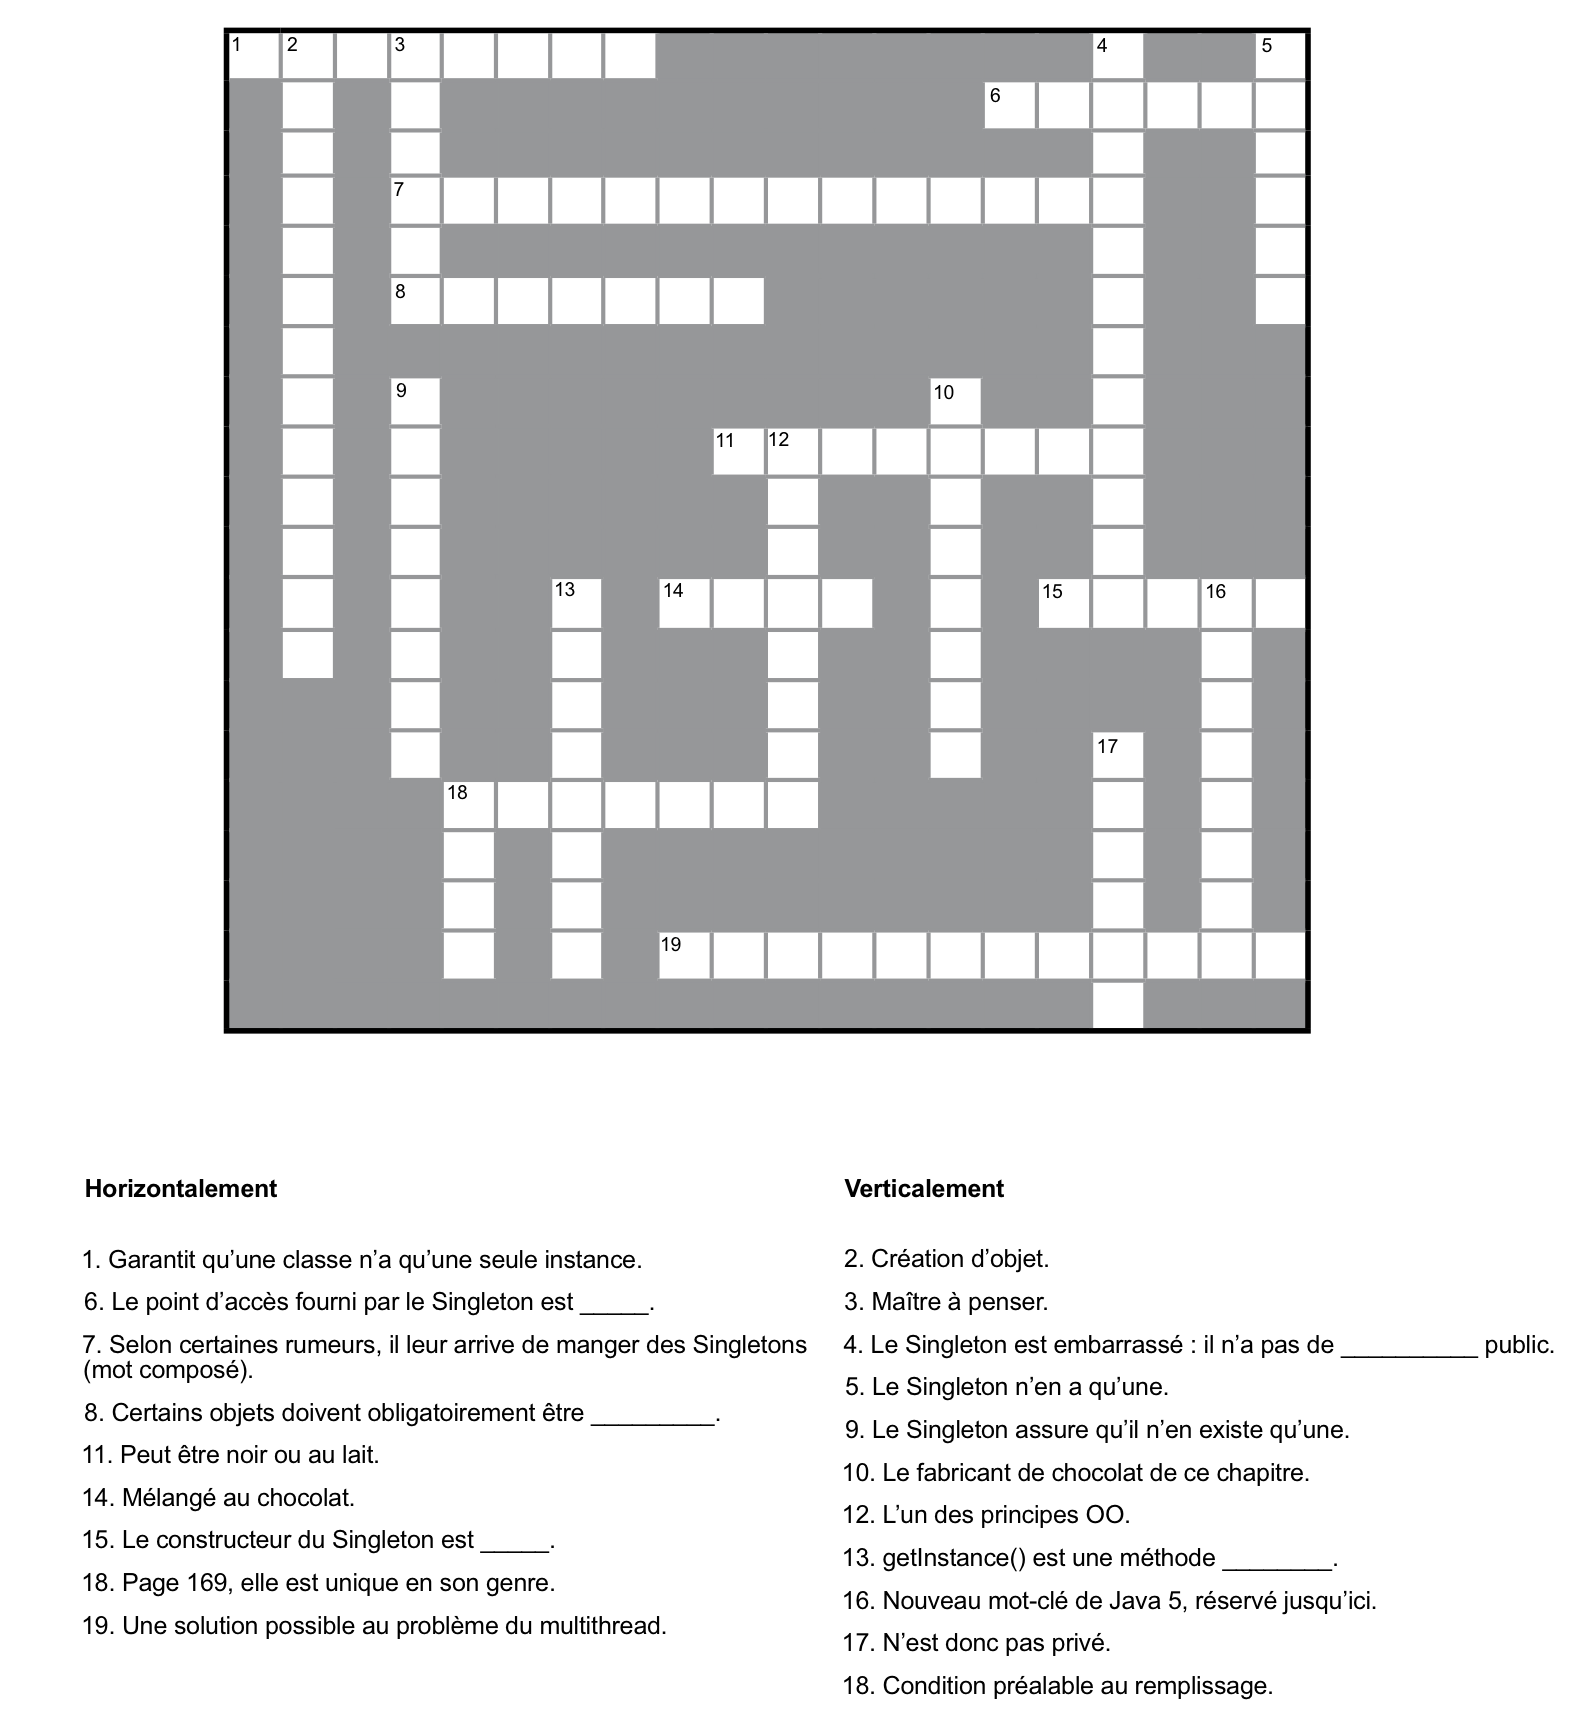 1 2 3 4 5
6
7
8
9 10
11 12
13 14 15 16
17
18
19
Horizontalement
1. Garantit qu’une classe n’a qu’une seule instance.
6. Le point d’accès fourni par le Singleton est _____.
7. Selon certaines rumeurs, il leur arrive de manger des Singletons
(mot composé).
8. Certains objets doivent obligatoirement être _________.
11. Peut être noir ou au lait.
14. Mélangé au chocolat.
15. Le constructeur du Singleton est _____.
18. Page 169, elle est unique en son genre.
19. Une solution possible au problème du multithread.
Verticalement
2. Création d’objet.
3. Maître à penser.
4. Le Singleton est embarrassé : il n’a pas de __________ public.
5. Le Singleton n’en a qu’une.
9. Le Singleton assure qu’il n’en existe qu’une.
10. Le fabricant de chocolat de ce chapitre.
12. L’un des principes OO.
13. getInstance() est une méthode ________.
16. Nouveau mot-clé de Java 5, réservé jusqu’ici.
17. N’est donc pas privé.
18. Condition préalable au remplissage.